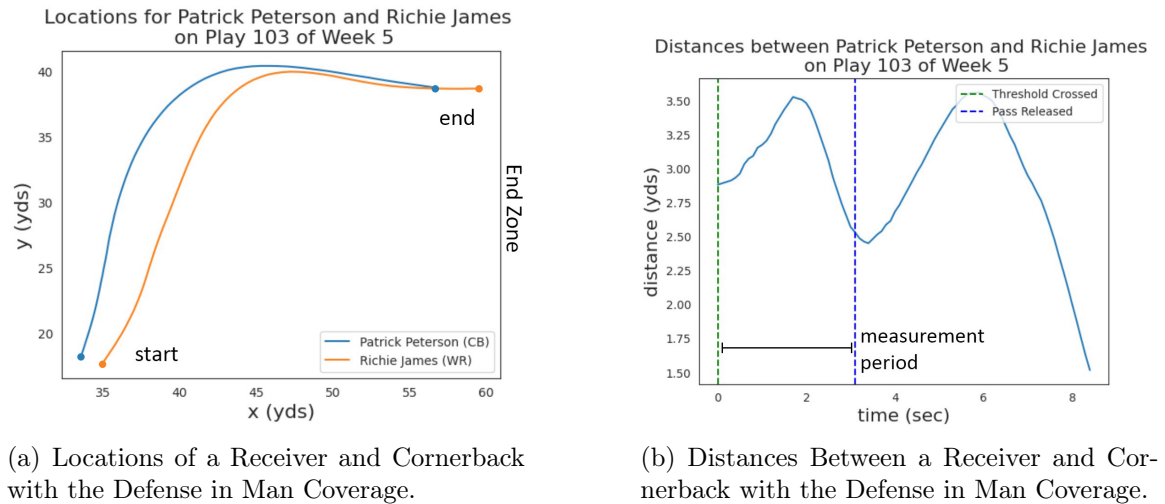 Locations for Patrick Peterson and Richie James
on Play 103 of Week 5
40
35
30
25
20
y (yds)
35
40
45
50
55
60
x (yds)
start
end
End Zone
Patrick Peterson (CB)
Richie James (WR)
(a) Locations of a Receiver and Cornerback
with the Defense in Man Coverage.
Distances between Patrick Peterson and Richie James
on Play 103 of Week 5
3.50
3.25
3.00
2.75
2.50
2.25
2.00
1.75
1.50
distance (yds)
0
2
4
6
8
time (sec)
Threshold Crossed
Pass Released
measurement
period
(b) Distances Between a Receiver and Cor-
nerback with the Defense in Man Coverage.